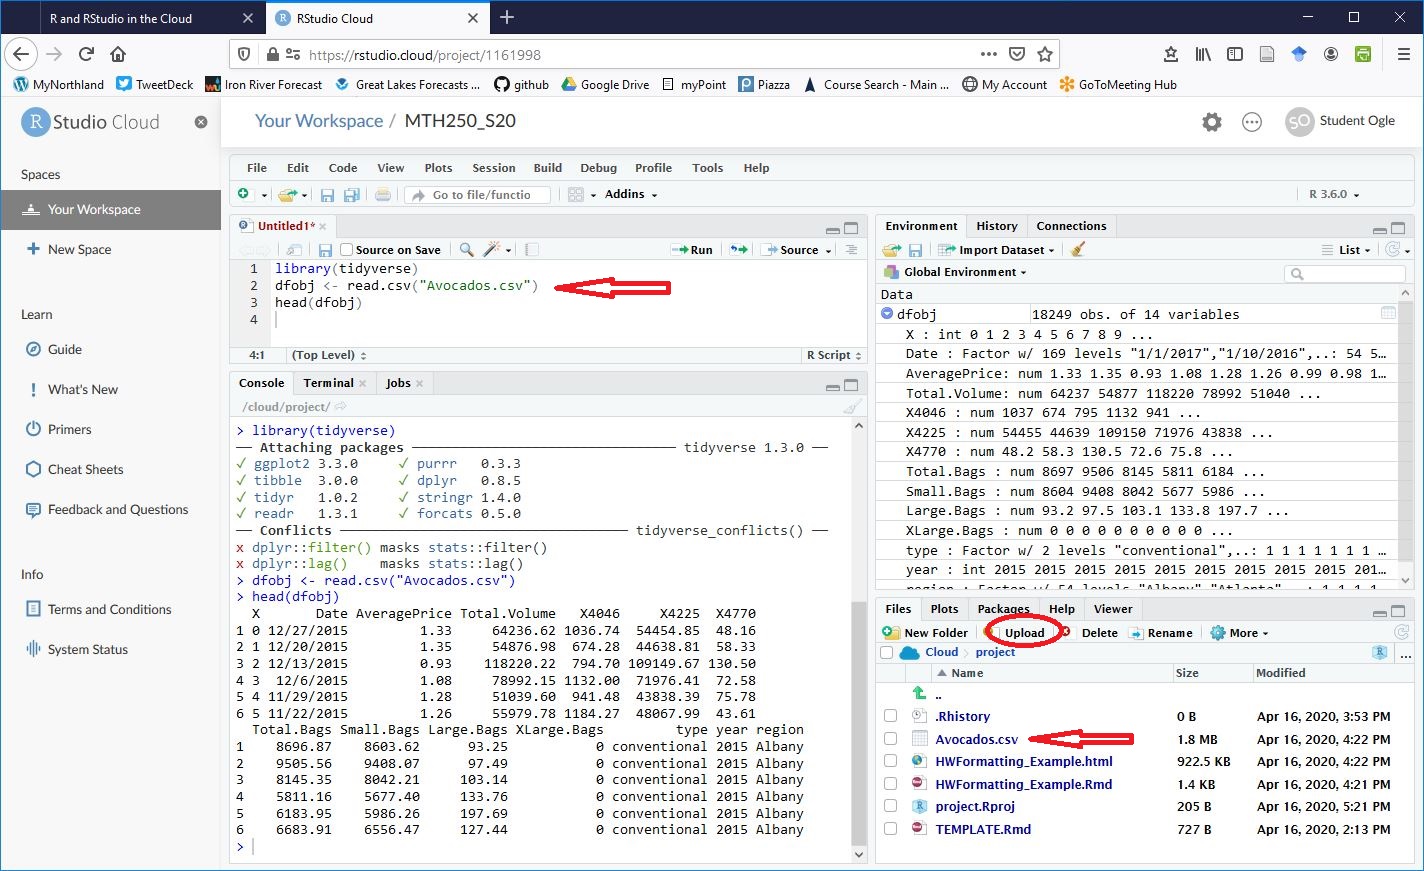 R and RStudio in the Cloud
RStudio Cloud
https://rstudio.cloud/project/1161998
MyNorthland TweetDeck Iron River Forecast Great Lakes Forecasts ... github Google Drive myPoint Piazza Course Search - Main ... My Account GoToMeeting Hub
R Studio Cloud
Your Workspace / MTH250_S20
SO Student Ogle
Spaces
Your Workspace
New Space
Learn
Guide
What's New
Primers
Cheat Sheets
Feedback and Questions
Info
Terms and Conditions
System Status
File Edit Code View Plots Session Build Debug Profile Tools Help
Go to file/functio Addins R 3.6.0
Untitled1*
Source on Save Run Source
1 library(tidyverse)
2 dfobj <- read.csv("Avocados.csv")
3 head(dfobj)
4
4:1 (Top Level) R Script
Console Terminal Jobs
/cloud/project/
> library(tidyverse)
── Attaching packages ──────────────── tidyverse 1.3.0 ──
✓ ggplot2 3.3.0 ✓ purrr 0.3.3
✓ tibble 3.0.0 ✓ dplyr 0.8.5
✓ tidyr 1.0.2 ✓ stringr 1.4.0
✓ readr 1.3.1 ✓ forcats 0.5.0
── Conflicts ──────────────── tidyverse_conflicts() ──
x dplyr::filter() masks stats::filter()
x dplyr::lag() masks stats::lag()
> dfobj <- read.csv("Avocados.csv")
> head(dfobj)
X Date AveragePrice Total.Volume X4046 X4225 X4770
1 0 12/27/2015 1.33 64236.62 1036.74 54454.85 48.16
2 1 12/20/2015 1.35 54876.98 674.28 44638.81 58.33
3 2 12/13/2015 0.93 118220.22 794.70 109149.67 130.50
4 3 12/6/2015 1.08 78992.15 1132.00 71976.41 72.58
5 4 11/29/2015 1.28 51039.60 941.48 43838.39 75.78
6 5 11/22/2015 1.26 55979.78 1184.27 48067.99 43.61
Total.Bags Small.Bags Large.Bags XLarge.Bags type year region
1 8696.87 8603.62 93.25 0 conventional 2015 Albany
2 9505.56 9408.07 97.49 0 conventional 2015 Albany
3 8145.35 8042.21 103.14 0 conventional 2015 Albany
4 5811.16 5677.40 133.76 0 conventional 2015 Albany
5 6183.95 5986.26 197.69 0 conventional 2015 Albany
6 6683.91 6556.47 127.44 0 conventional 2015 Albany
>
Environment History Connections
Import Dataset List
Global Environment
Data
dfobj 18249 obs. of 14 variables
X : int 0 1 2 3 4 5 6 7 8 9 ...
Date : Factor w/ 169 levels "1/1/2017","1/10/2016",..: 54 5...
AveragePrice: num 1.33 1.35 0.93 1.08 1.28 1.26 0.99 0.98 1...
Total.Volume: num 64237 54877 118220 78992 51040 ...
X4046 : num 1037 674 795 1132 941 ...
X4225 : num 54455 44639 109150 71976 43838 ...
X4770 : num 48.2 58.3 130.5 72.6 75.8 ...
Total.Bags : num 8697 9506 8145 5811 6184 ...
Small.Bags : num 8604 9408 8042 5677 5986 ...
Large.Bags : num 93.2 97.5 103.1 133.8 197.7 ...
XLarge.Bags : num 0 0 0 0 0 0 0 0 0 0 ...
type : Factor w/ 2 levels "conventional",..: 1 1 1 1 1 1 1 ...
year : int 2015 2015 2015 2015 2015 2015 2015 2015 201...
region : Factor w/ 54 levels "Albany" "Atlanta"
Files Plots Packages Help Viewer
New Folder Upload Delete Rename More
Cloud project ...
Name Size Modified
..
.Rhistory 0 B Apr 16, 2020, 3:53 PM
Avocados.csv 1.8 MB Apr 16, 2020, 4:22 PM
HWFormatting_Example.html 922.5 KB Apr 16, 2020, 4:22 PM
HWFormatting_Example.Rmd 1.4 KB Apr 16, 2020, 4:21 PM
project.Rproj 205 B Apr 16, 2020, 5:21 PM
TEMPLATE.Rmd 727 B Apr 16, 2020, 2:13 PM